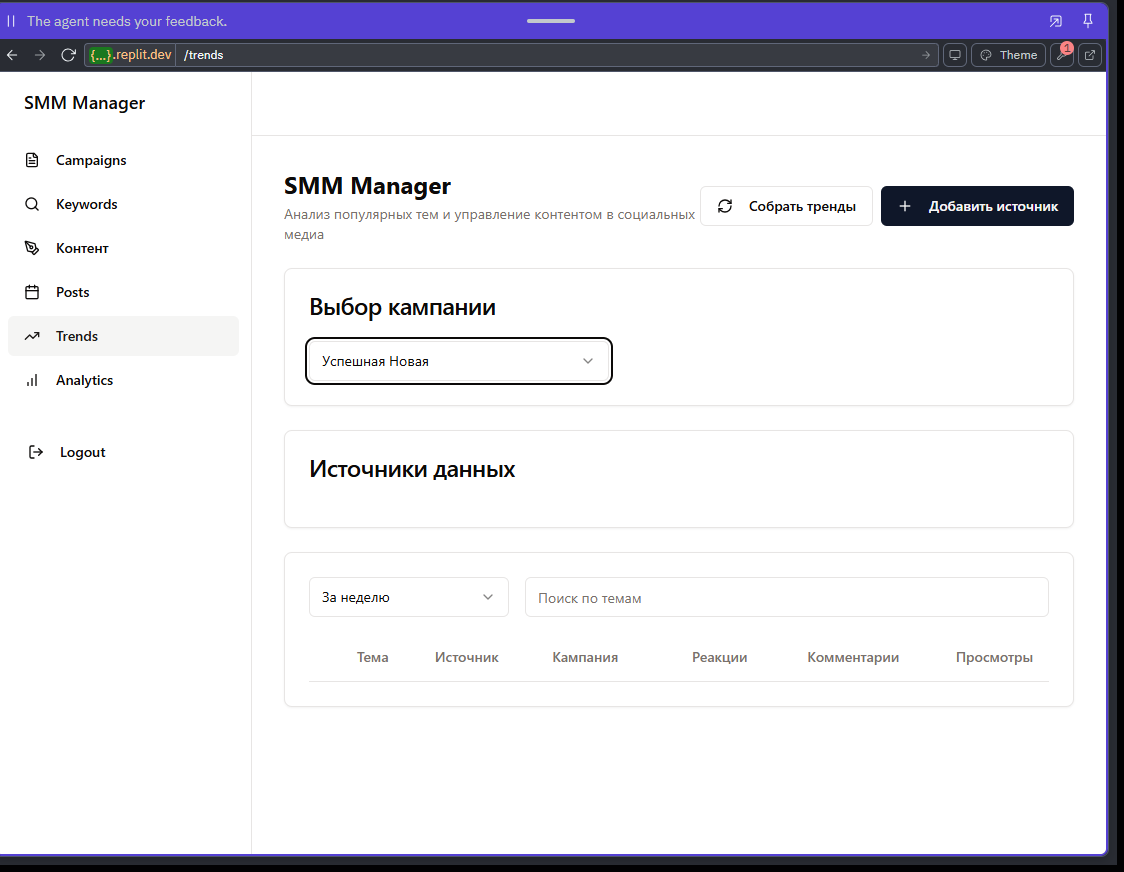 The agent needs your feedback.
{...}.replit.dev /trends
Theme
1
SMM Manager
Campaigns
Keywords
Контент
Posts
Trends
Analytics
Logout
SMM Manager
Анализ популярных тем и управление контентом в социальных
медиа
Собрать тренды
Добавить источник
Выбор кампании
Успешная Новая
Источники данных
За неделю
Поиск по темам
Тема Источник Кампания Реакции Комментарии Просмотры